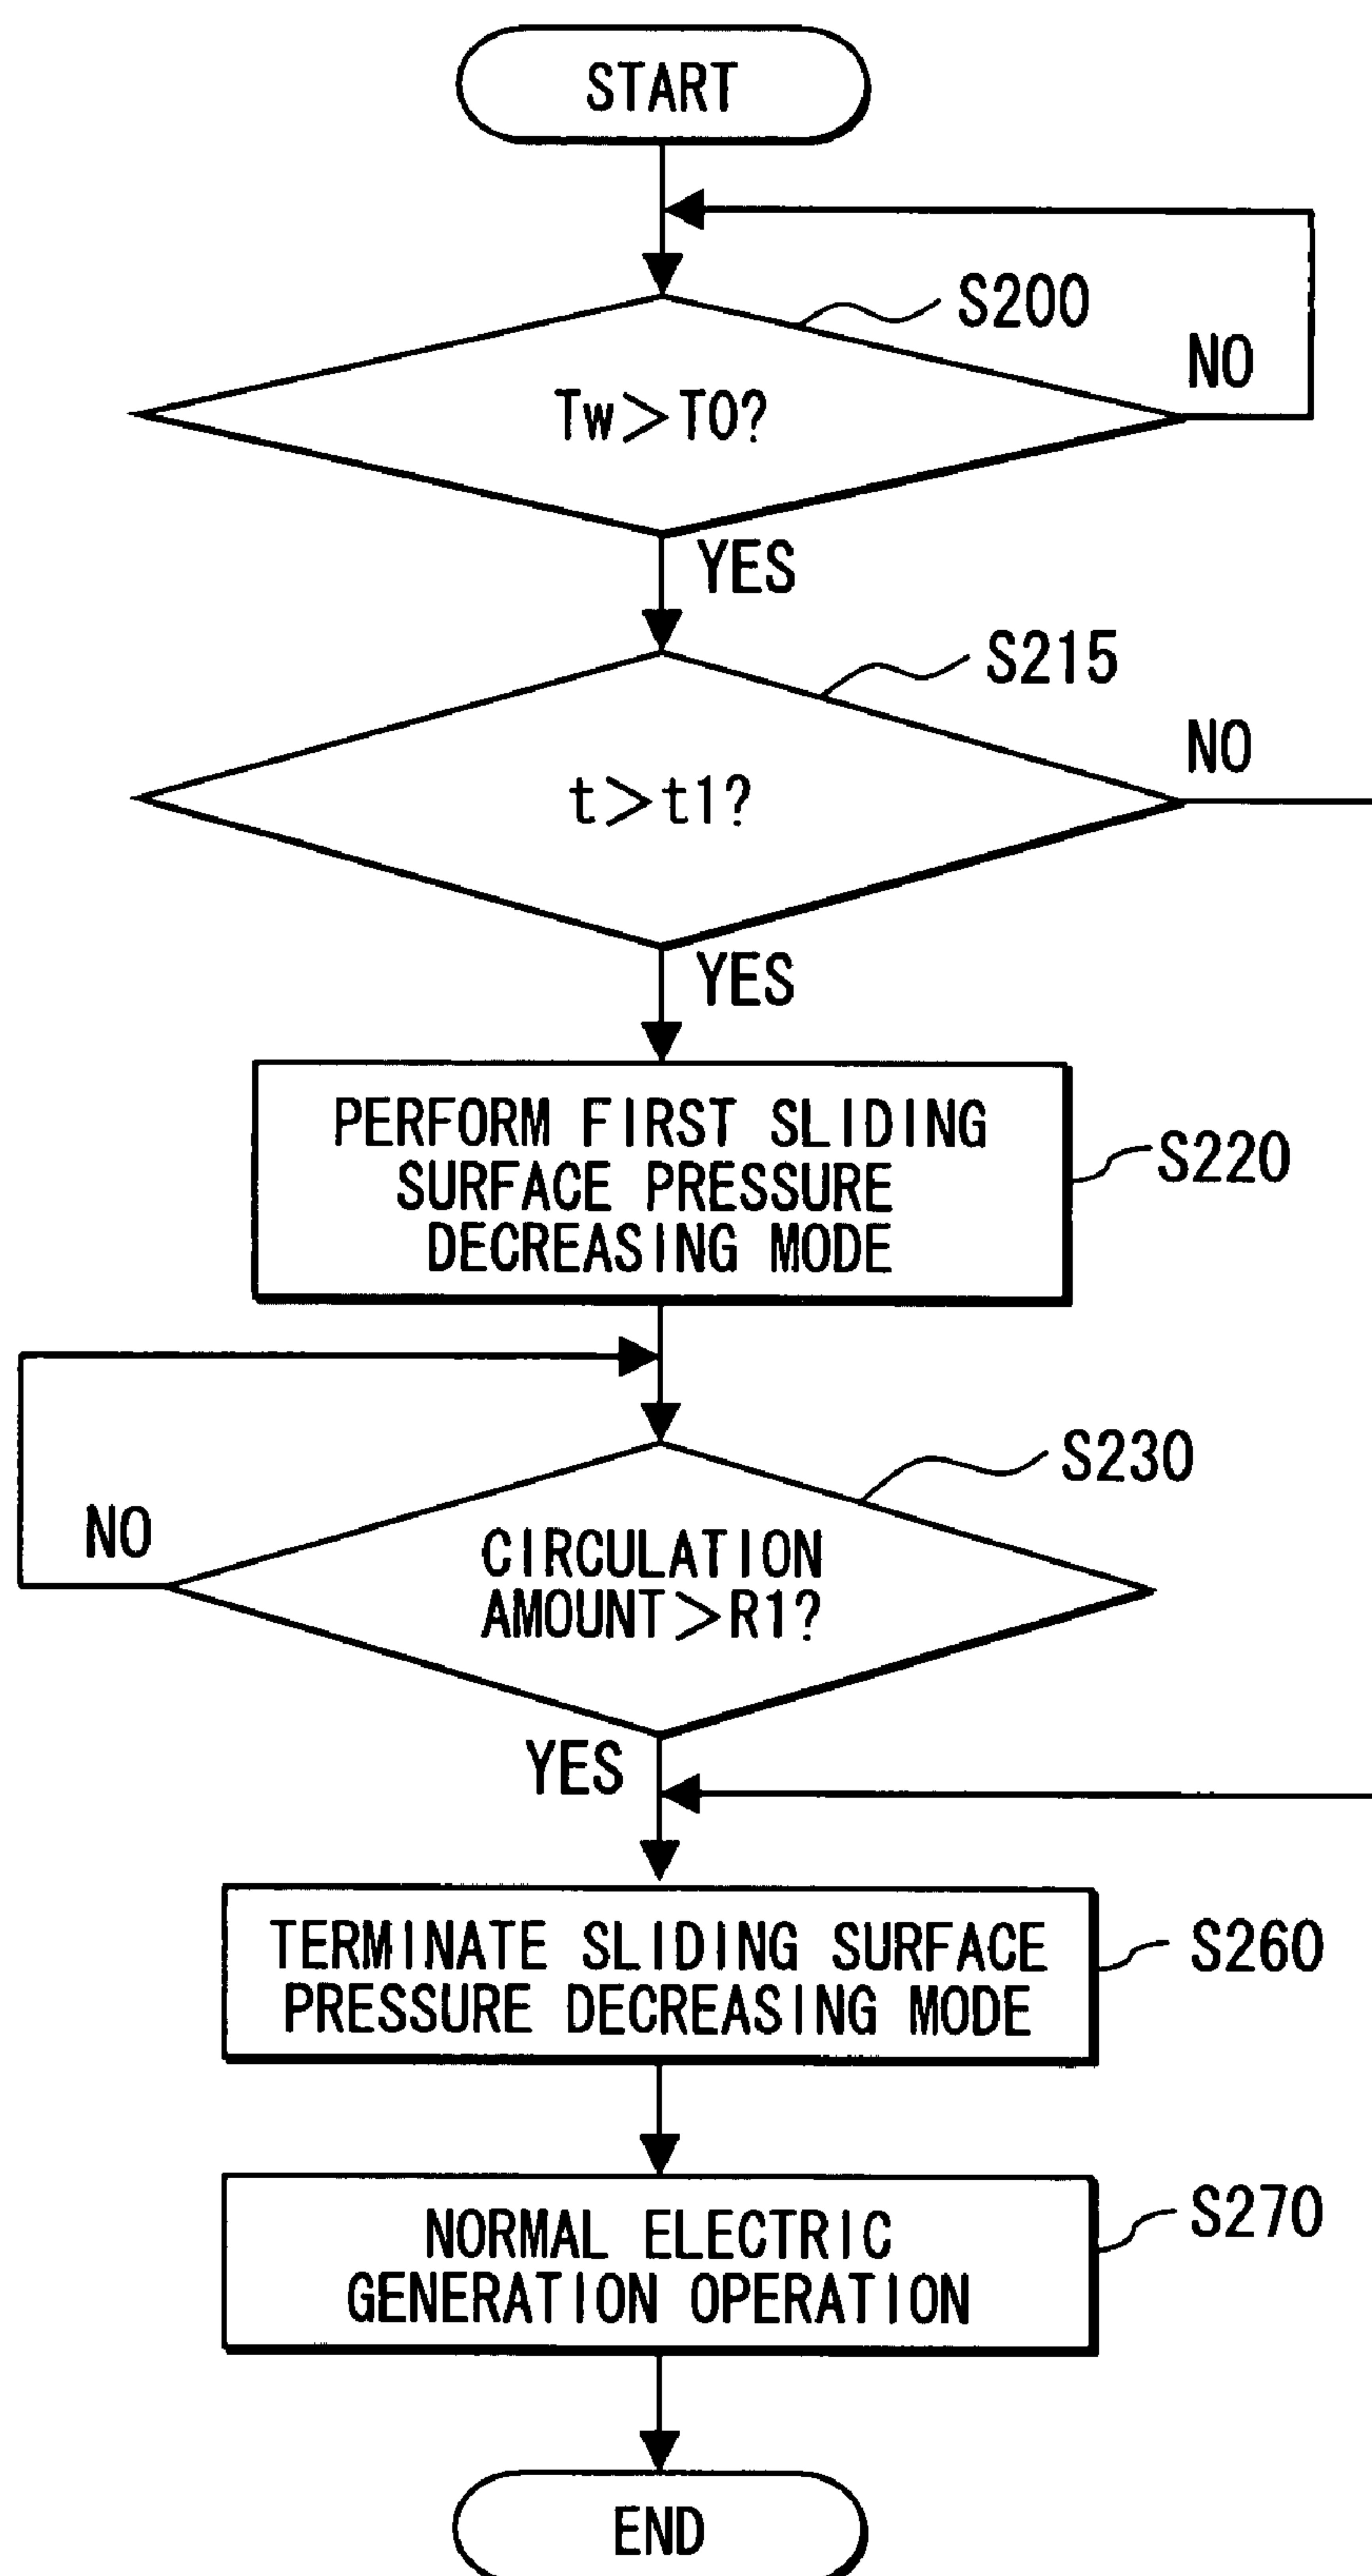 START
S200
NO
Tw>T0?
YES
S215
NO
t>t1?
YES
PERFORM FIRST SLIDING
SURFACE PRESSURE
DECREASING MODE
S220
S230
NO
CIRCULATION
AMOUNT>R1?
YES
TERMINATE SLIDING SURFACE
PRESSURE DECREASING MODE
S260
NORMAL ELECTRIC
GENERATION OPERATION
S270
END